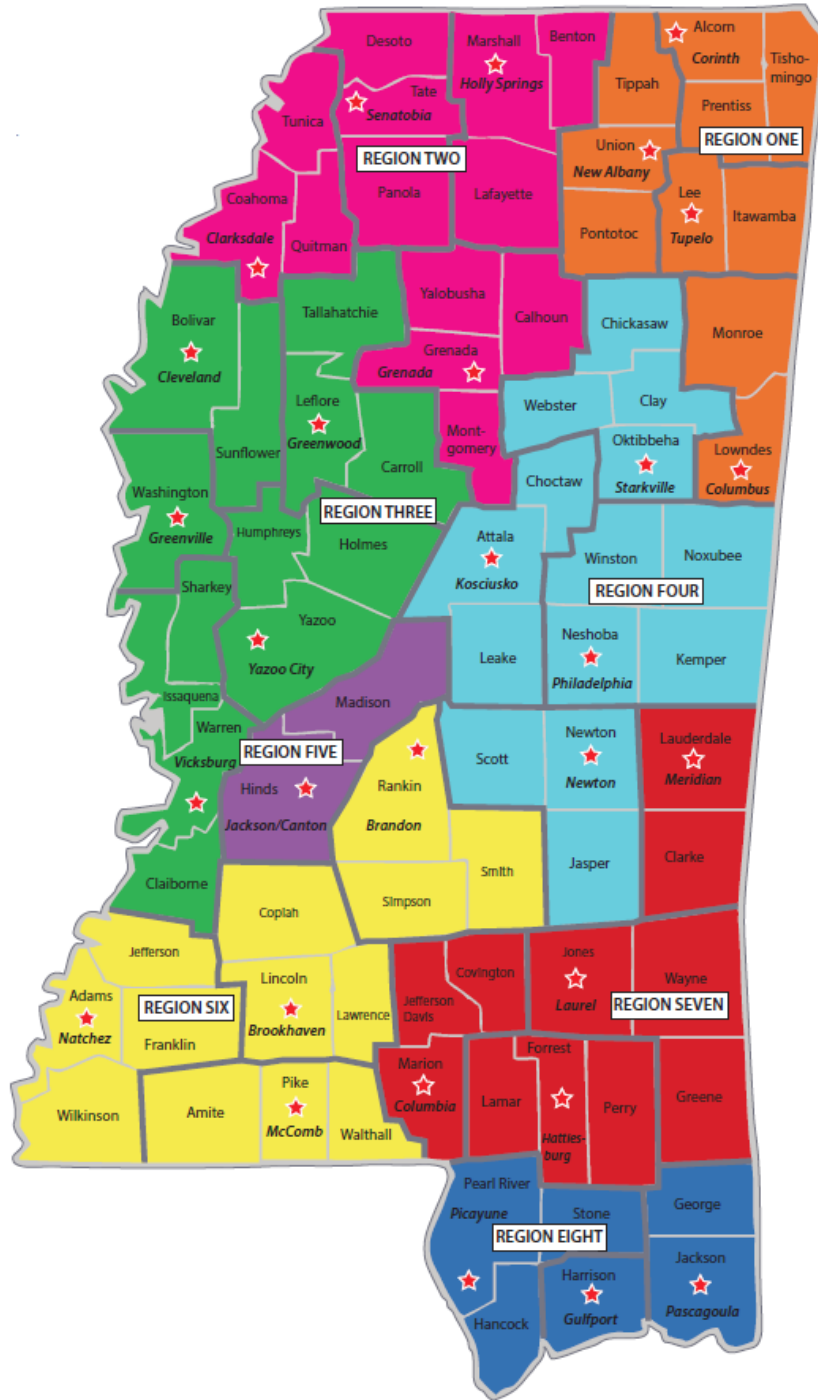 Desoto
Marshall
Holly Springs
Benton
Alcorn
Corinth
Tisho-
mingo
Tippah
Tate
Senatobia
Prentiss
Tunica
REGION TWO
REGION ONE
Union
New Albany
Panola
Lafayette
Lee
Tupelo
Itawamba
Coahoma
Clarksdale
Quitman
Pontotoc
Tallahatchie
Yalobusha
Calhoun
Chickasaw
Monroe
Bolivar
Cleveland
Grenada
Grenada
Leflore
Greenwood
Webster
Clay
Mont-
gomery
Oktibbeha
Starkville
Lowndes
Columbus
Sunflower
Carroll
Choctaw
Washington
Greenville
REGION THREE
Humphreys
Holmes
Attala
Kosciusko
Winston
Noxubee
Sharkey
REGION FOUR
Yazoo
Yazoo City
Leake
Neshoba
Philadelphia
Kemper
Issaquena
Madison
Warren
Vicksburg
REGION FIVE
Scott
Newton
Newton
Lauderdale
Meridian
Hinds
Jackson/Canton
Rankin
Brandon
Claiborne
Simpson
Smith
Jasper
Clarke
Copiah
Jefferson
Lincoln
Brookhaven
Lawrence
Jefferson
Davis
Covington
Jones
Laurel
Wayne
Adams
Natchez
REGION SIX
REGION SEVEN
Franklin
Wilkinson
Amite
Pike
McComb
Walthall
Marion
Columbia
Lamar
Forrest
Hatties-
burg
Perry
Greene
Pearl River
Picayune
Stone
George
REGION EIGHT
Hancock
Harrison
Gulfport
Jackson
Pascagoula